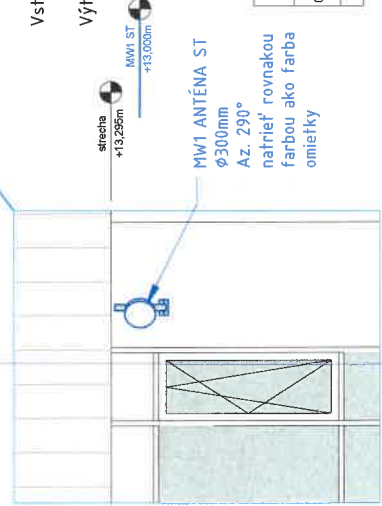 Vst
Výt
MW1 ST
+13,000m
strecha
+13,295m
MW1 ANTÉNA ST
φ300mm
Az. 290°
natrieť rovnakou
farbou ako farba
omietky